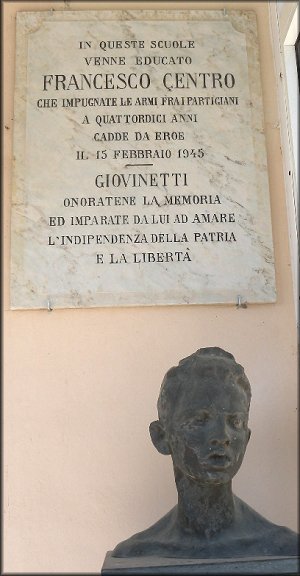 IN QUESTE SCUOLE
VENNE EDUCATO
FRANCESCO CENTRO
CHE IMPUGNATE LE ARMI FRA I PARTIGIANI
A QUATTORDICI ANNI
CADDE DA EROE
IL 15 FEBBRAIO 1945
GIOVINETTI
ONORATENE LA MEMORIA
ED IMPARATE DA LUI AD AMARE
L'INDIPENDENZA DELLA PATRIA
E LA LIBERTÀ